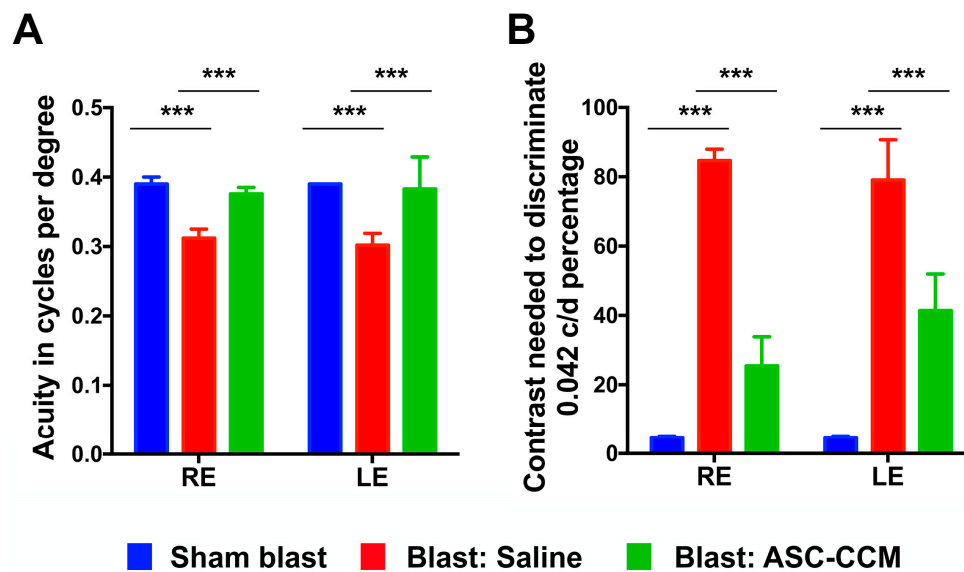 A
Acuity in cycles per degree
0.5
0.4
0.3
0.2
0.1
0.0
***
***
***
***
RE
LE
B
Contrast needed to discriminate
0.042 c/d percentage
100
80
60
40
20
0
***
***
***
***
RE
LE
Sham blast
Blast: Saline
Blast: ASC-CCM